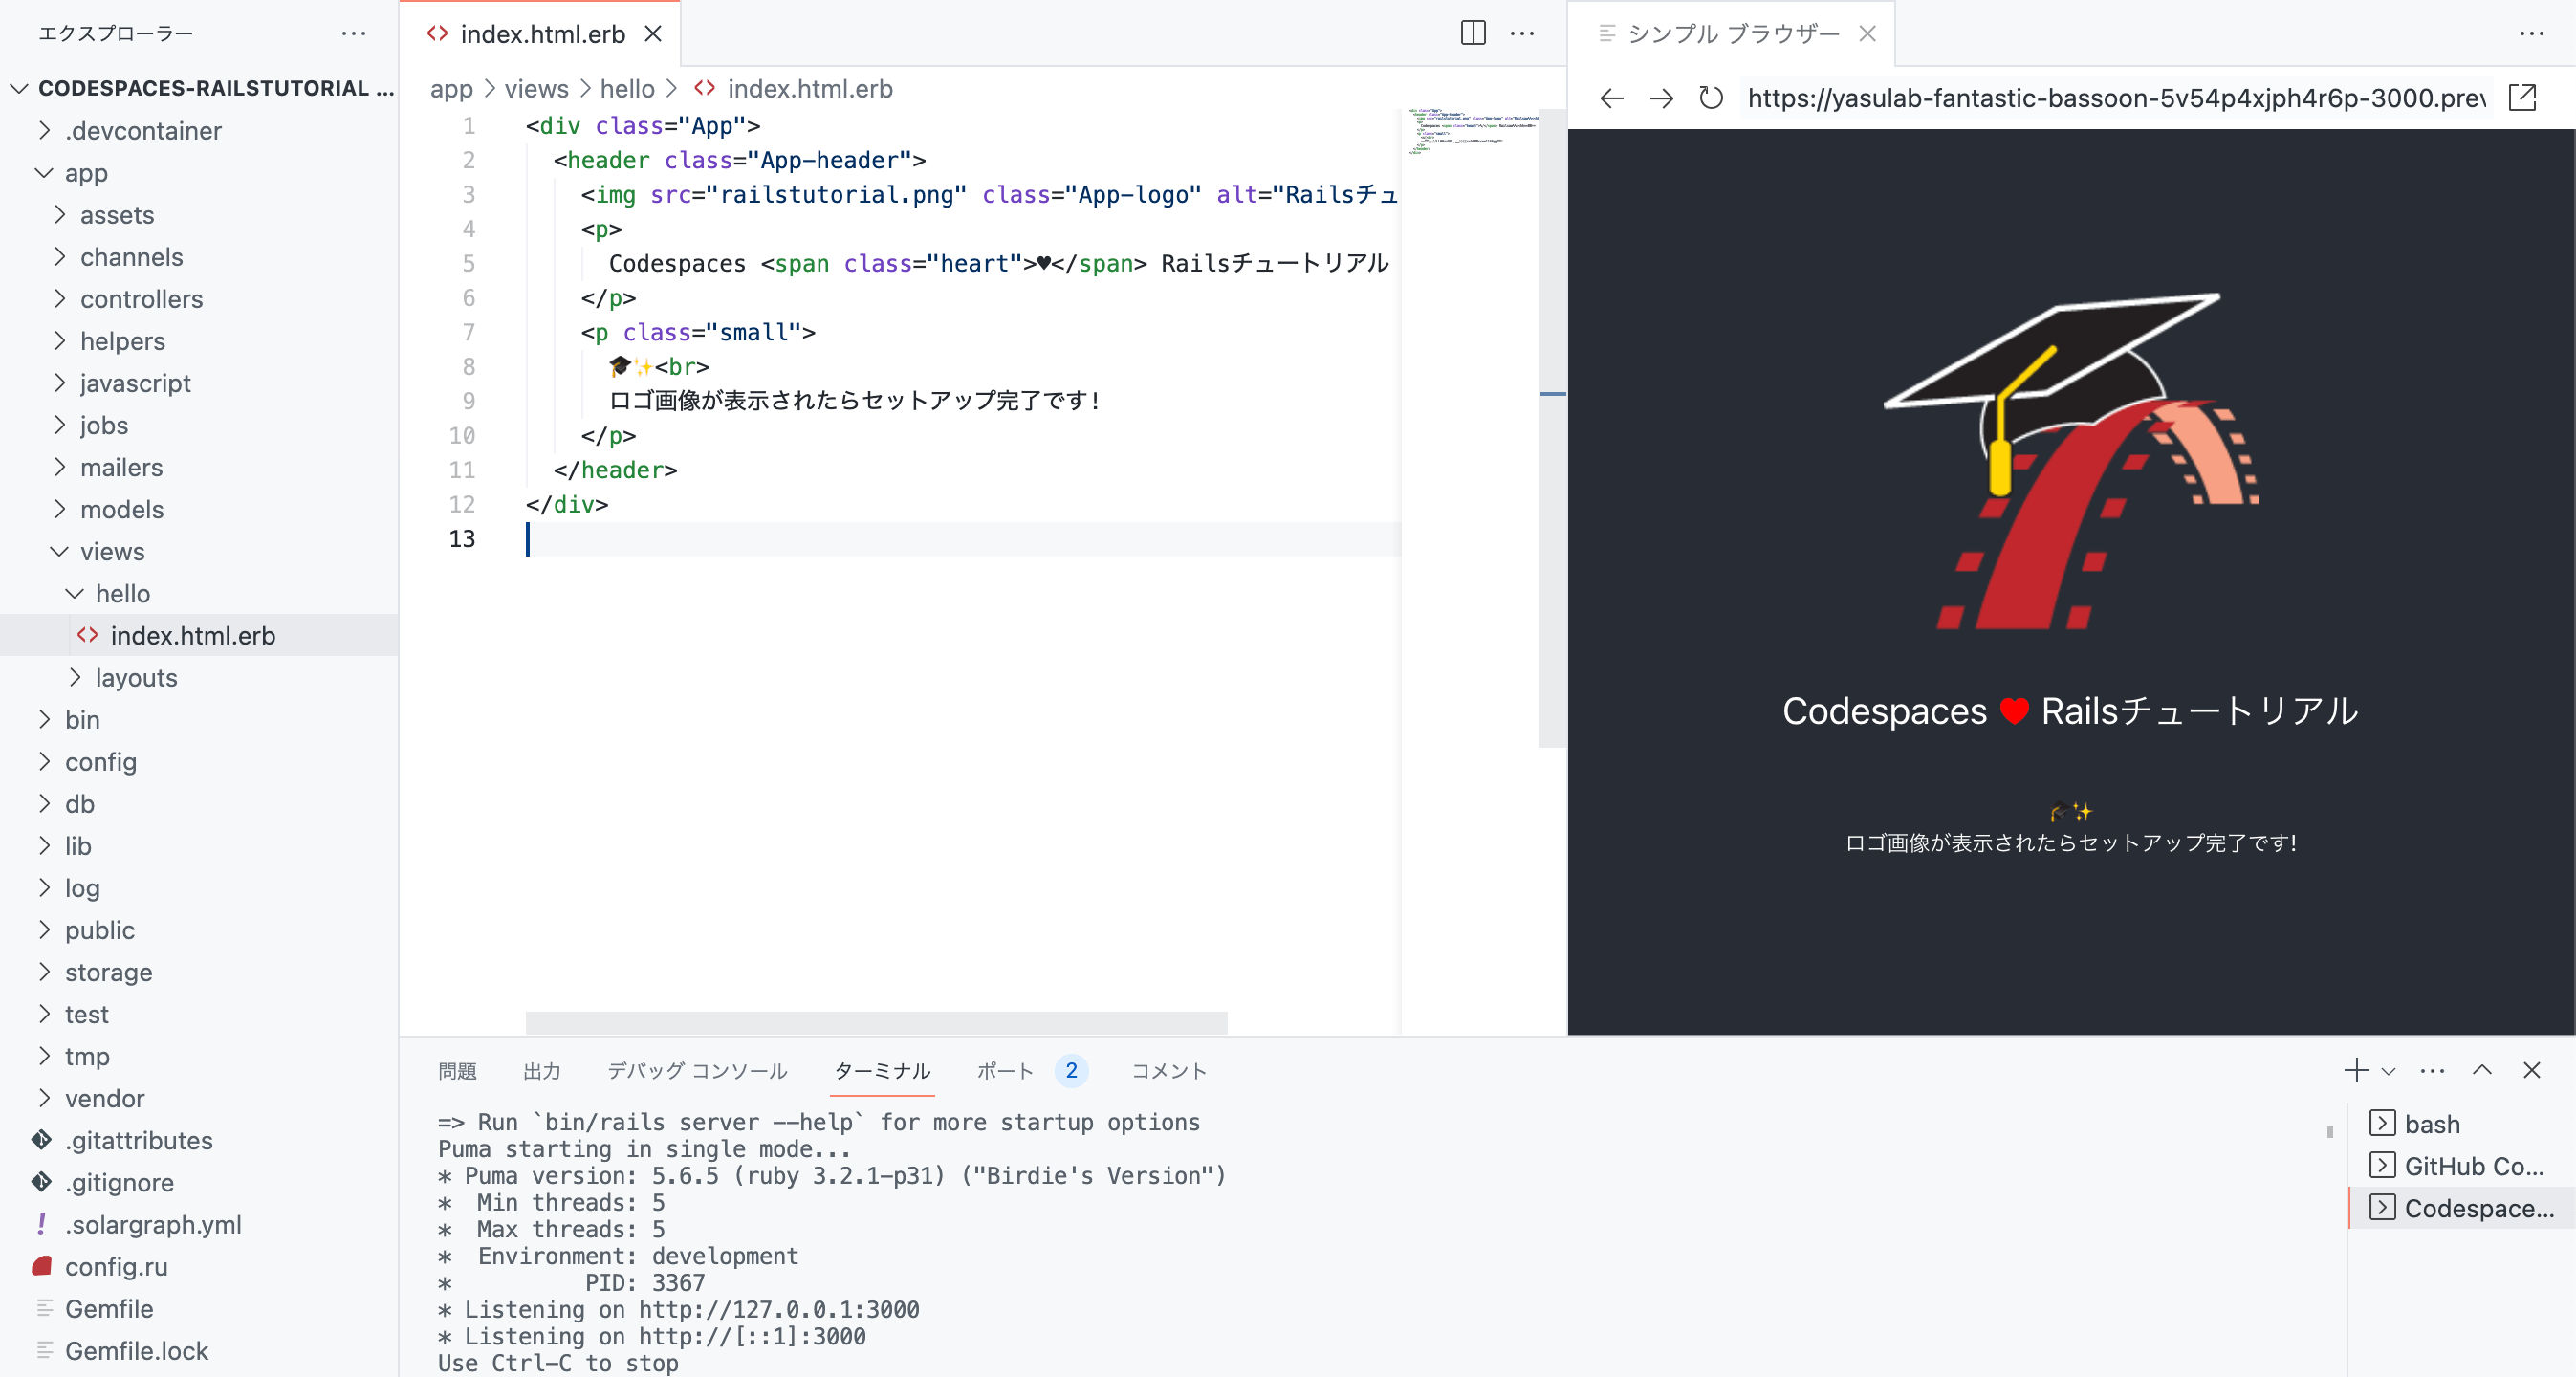 エクスプローラー
CODESPACES-RAILSTUTORIAL ...
.devcontainer
app
assets
channels
controllers
helpers
javascript
jobs
mailers
models
views
hello
index.html.erb
layouts
bin
config
db
lib
log
public
storage
test
tmp
vendor
.gitattributes
.gitignore
.solargraph.yml
config.ru
Gemfile
Gemfile.lock
index.html.erb
app > views > hello > index.html.erb
1 <div class="App">
2 <header class="App-header">
3 <img src="railstutorial.png" class="App-logo" alt="Railsチュ
4 <p>
5 Codespaces <span class="heart">♥</span> Railsチュートリアル
6 </p>
7 <p class="small">
8 🎓✨<br>
9 ロゴ画像が表示されたらセットアップ完了です!
10 </p>
11 </header>
12 </div>
13
シンプル ブラウザー
https://yasulab-fantastic-bassoon-5v54p4xjph4r6p-3000.prev
Codespaces ♥ Railsチュートリアル
🎓✨
ロゴ画像が表示されたらセットアップ完了です!
問題 出力 デバッグ コンソール ターミナル ポート 2 コメント
=> Run `bin/rails server --help` for more startup options
Puma starting in single mode...
* Puma version: 5.6.5 (ruby 3.2.1-p31) ("Birdie's Version")
* Min threads: 5
* Max threads: 5
* Environment: development
* PID: 3367
* Listening on http://127.0.0.1:3000
* Listening on http://[::1]:3000
Use Ctrl-C to stop
bash
GitHub Co...
Codespace...